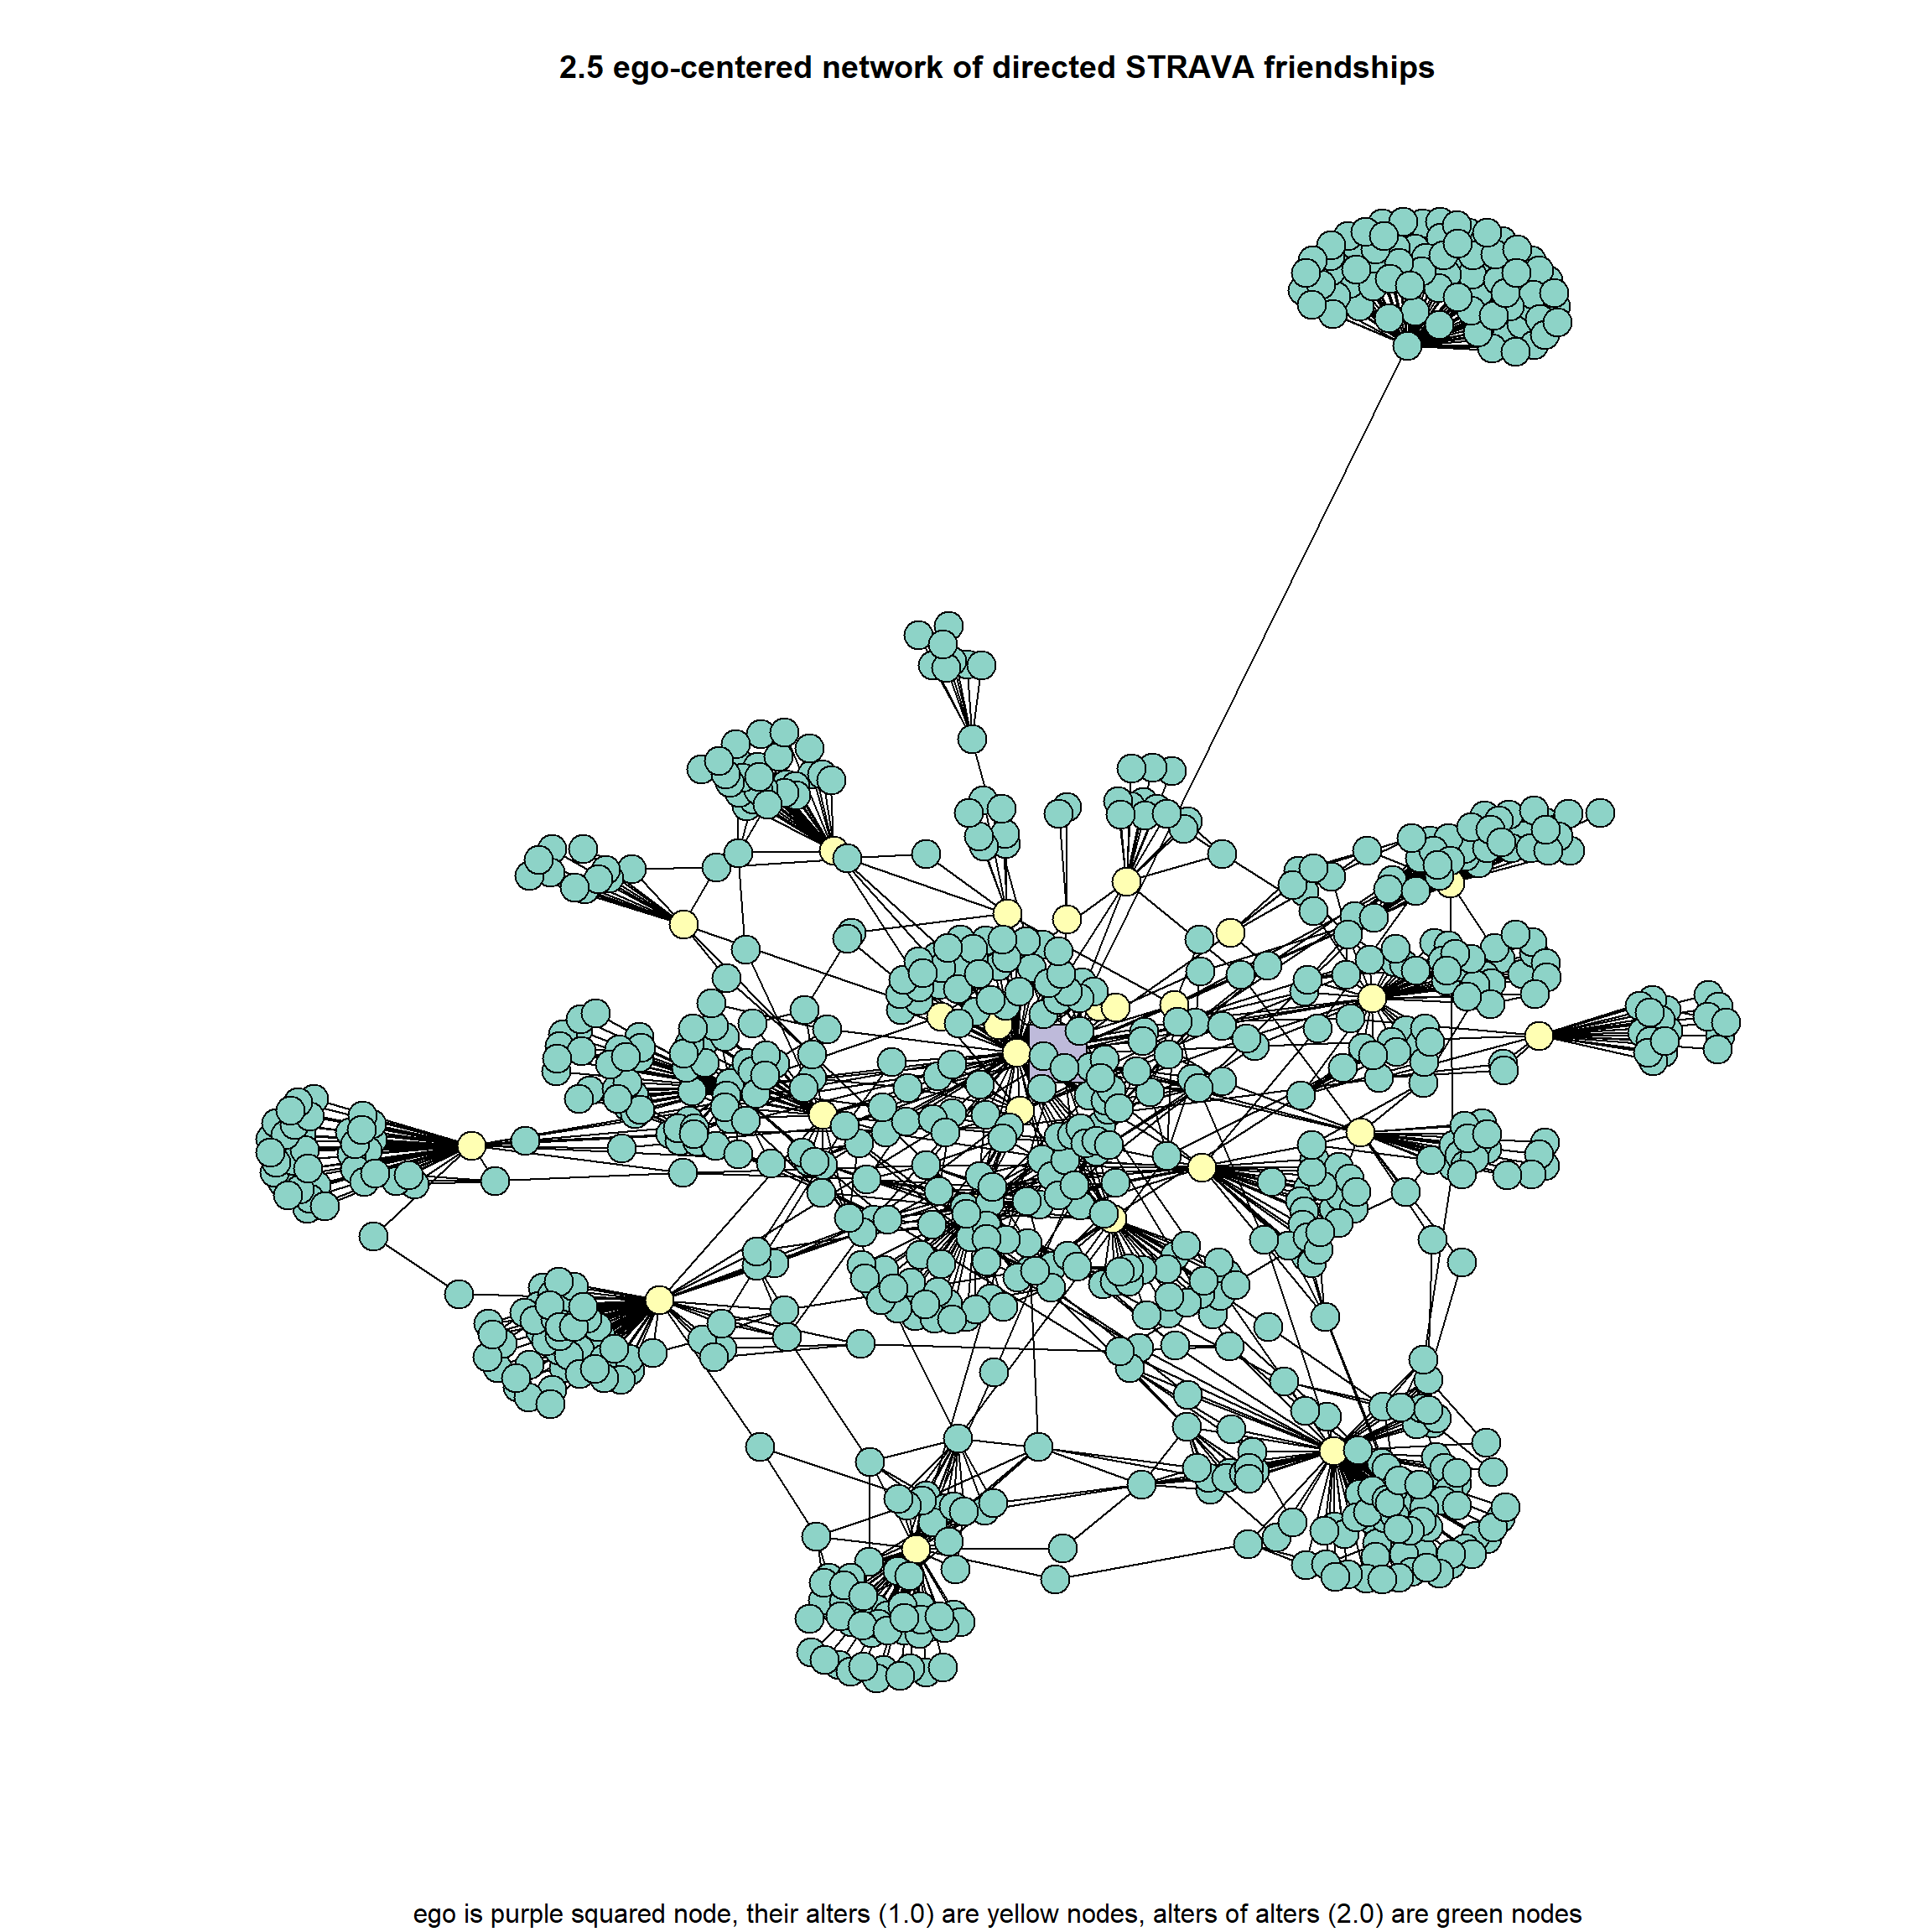 2.5 ego-centered network of directed STRAVA friendships
ego is purple squared node, their alters (1.0) are yellow nodes, alters of alters (2.0) are green nodes